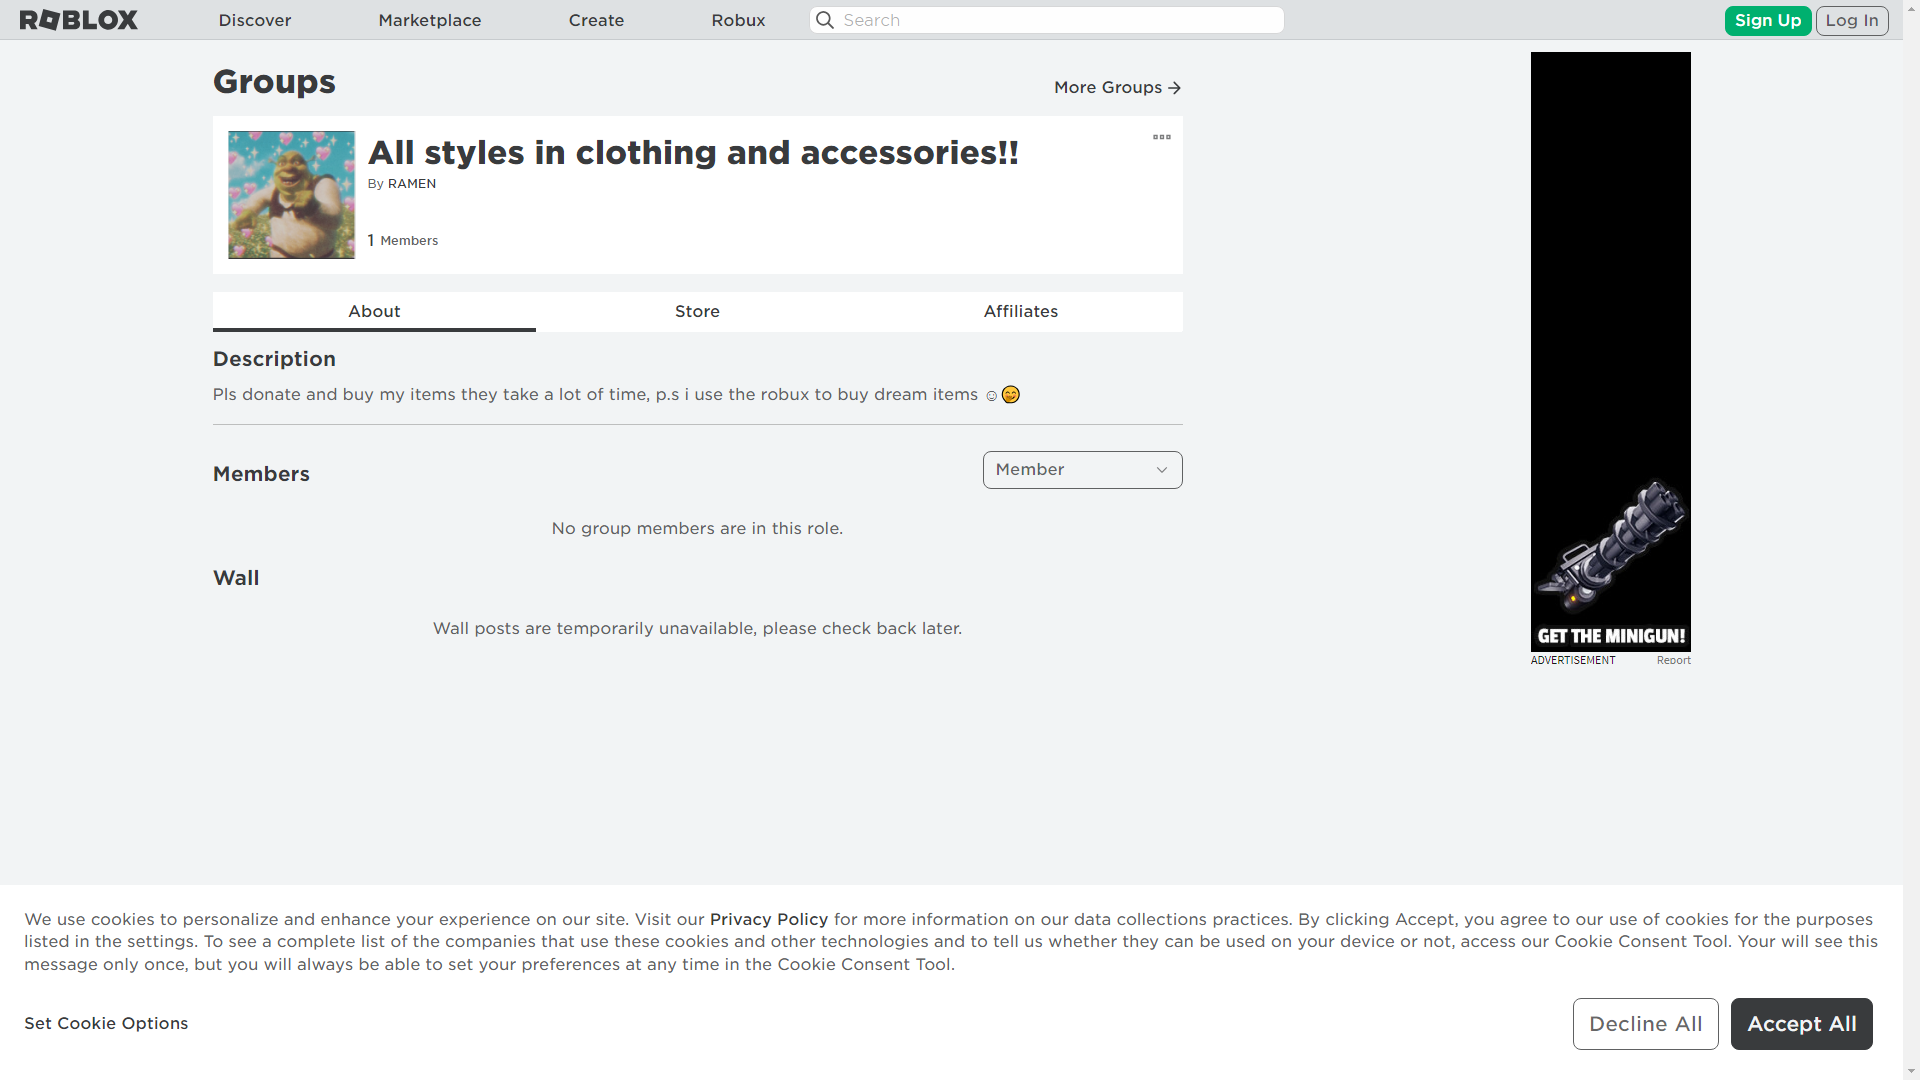 ROBLOX
Discover
Marketplace
Create
Robux
Search
Sign Up
Log In
Groups
More Groups
All styles in clothing and accessories!!
By RAMEN
1 Members
About
Store
Affiliates
Description
Pls donate and buy my items they take a lot of time, p.s i use the robux to buy dream items ☺🤭
Members
Member
No group members are in this role.
Wall
Wall posts are temporarily unavailable, please check back later.
GET THE MINIGUN!
ADVERTISEMENT
Report
We use cookies to personalize and enhance your experience on our site. Visit our Privacy Policy for more information on our data collections practices. By clicking Accept, you agree to our use of cookies for the purposes
listed in the settings. To see a complete list of the companies that use these cookies and other technologies and to tell us whether they can be used on your device or not, access our Cookie Consent Tool. Your will see this
message only once, but you will always be able to set your preferences at any time in the Cookie Consent Tool.
Set Cookie Options
Decline All
Accept All